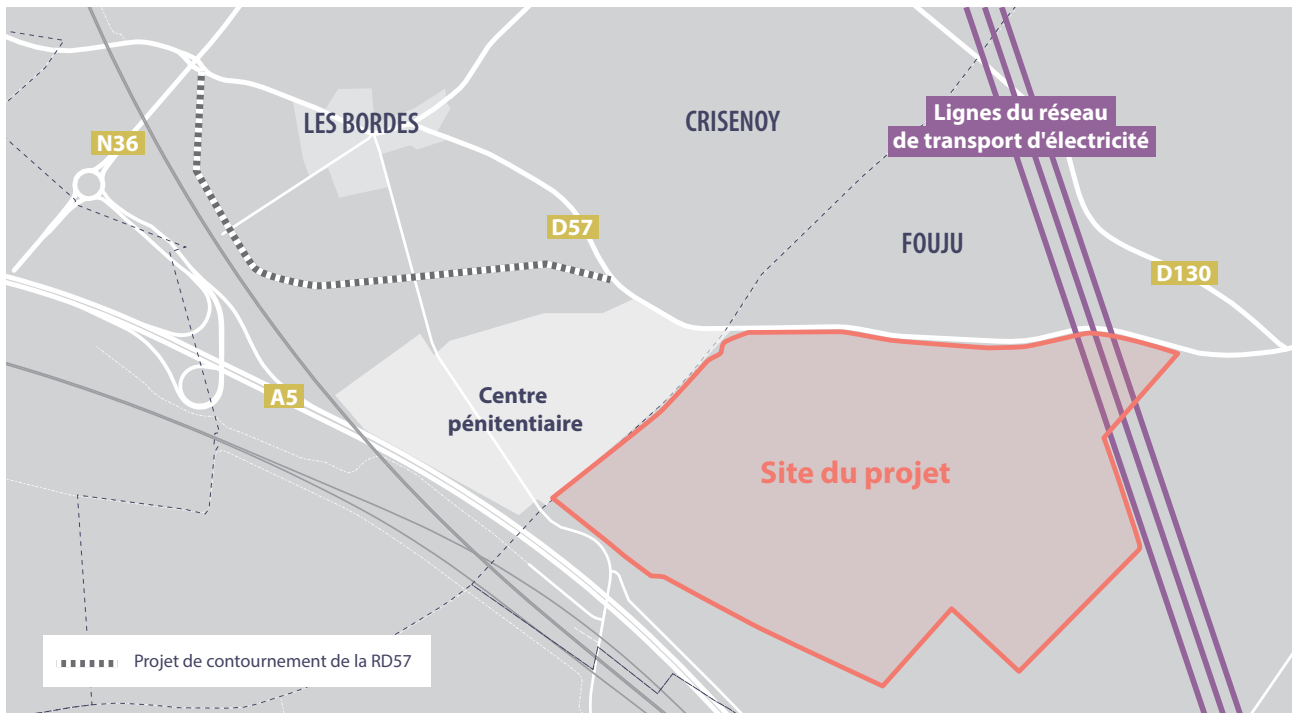 Lignes du réseau
de transport d'électricité
LES BORDES
CRISENOY
N36
D57
FOUJU
D130
A5
Centre
pénitentiaire
Site du projet
Projet de contournement de la RD57